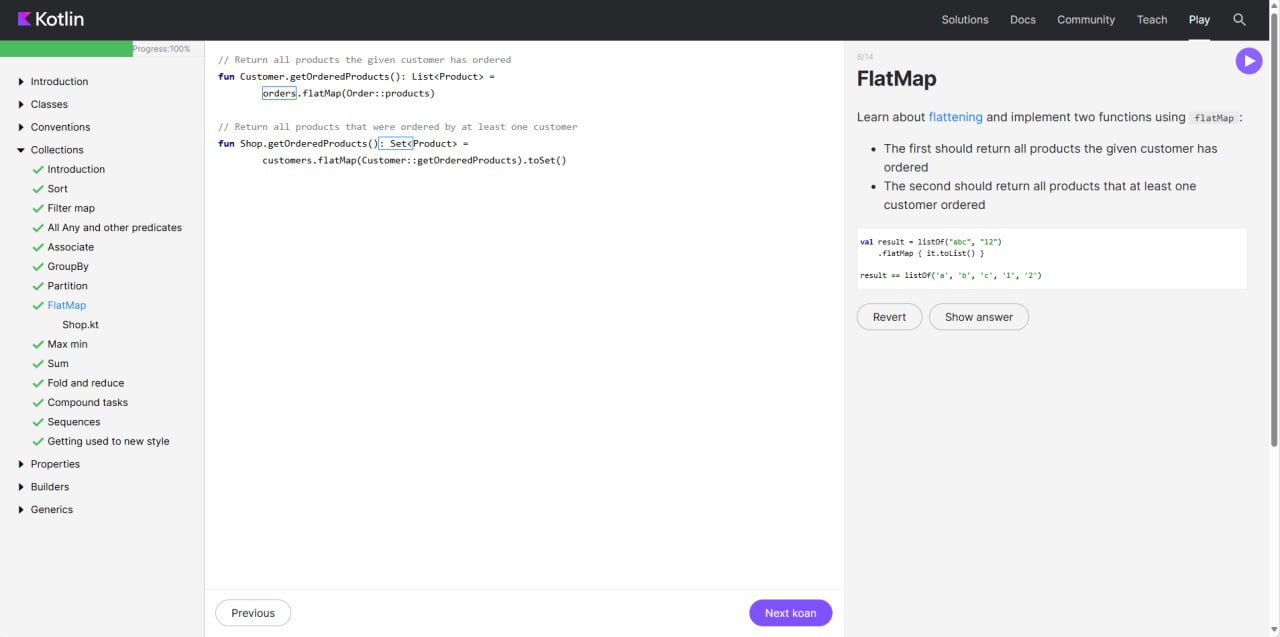 Kotlin
Solutions Docs Community Teach Play
Progress:100%
Introduction
Classes
Conventions
Collections
Introduction
Sort
Filter map
All Any and other predicates
Associate
GroupBy
Partition
FlatMap
Shop.kt
Max min
Sum
Fold and reduce
Compound tasks
Sequences
Getting used to new style
Properties
Builders
Generics
// Return all products the given customer has ordered
fun Customer.getOrderedProducts(): List<Product> =
orders.flatMap(Order::products)
// Return all products that were ordered by at least one customer
fun Shop.getOrderedProducts(): Set<Product> =
customers.flatMap(Customer::getOrderedProducts).toSet()
Previous
Next koan
8/14
FlatMap
Learn about flattening and implement two functions using flatMap :
• The first should return all products the given customer has
ordered
• The second should return all products that at least one
customer ordered
val result = listOf("abc", "12")
.flatMap { it.toList() }
result == listOf('a', 'b', 'c', '1', '2')
Revert
Show answer